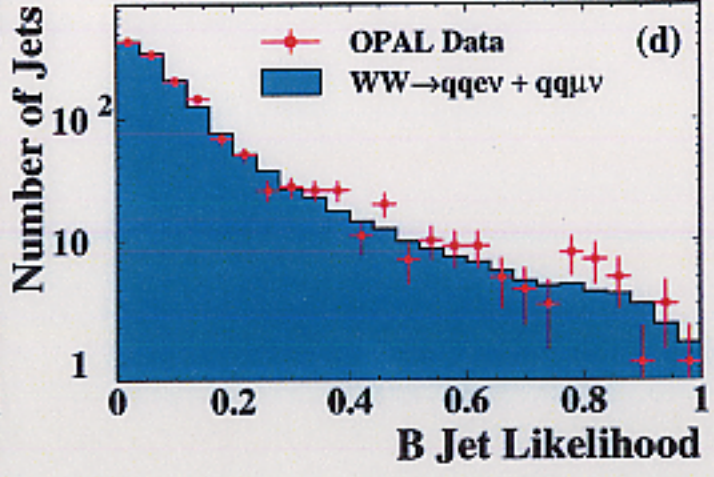 Number of Jets
10²
10
1
OPAL Data
WW→qqeν + qqμν
(d)
0
0.2
0.4
0.6
0.8
1
B Jet Likelihood